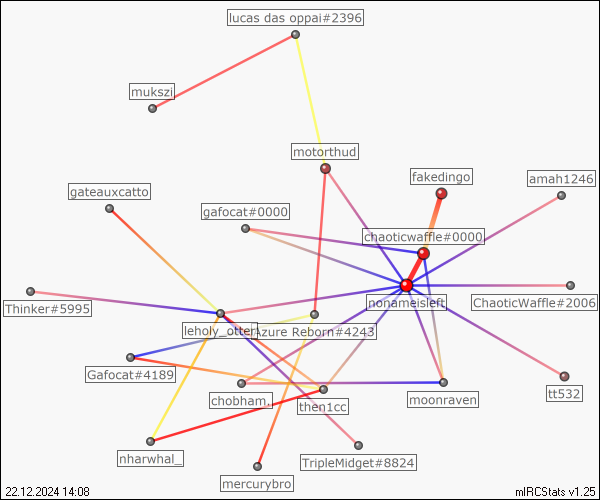 lucas das oppai#2396
mukszi
motorthud
fakedingo
amah1246
gateauxcatto
gafocat#0000
chaoticwaffle#0000
Thinker#5995
nonameisleft
ChaoticWaffle#2006
leholy_otter
Azure Reborn#4243
Gafocat#4189
chobham,
then1cc
moonraven
tt532
nharwhal_
TripleMidget#8824
mercurybro
22.12.2024 14:08
mIRCStats v1.25